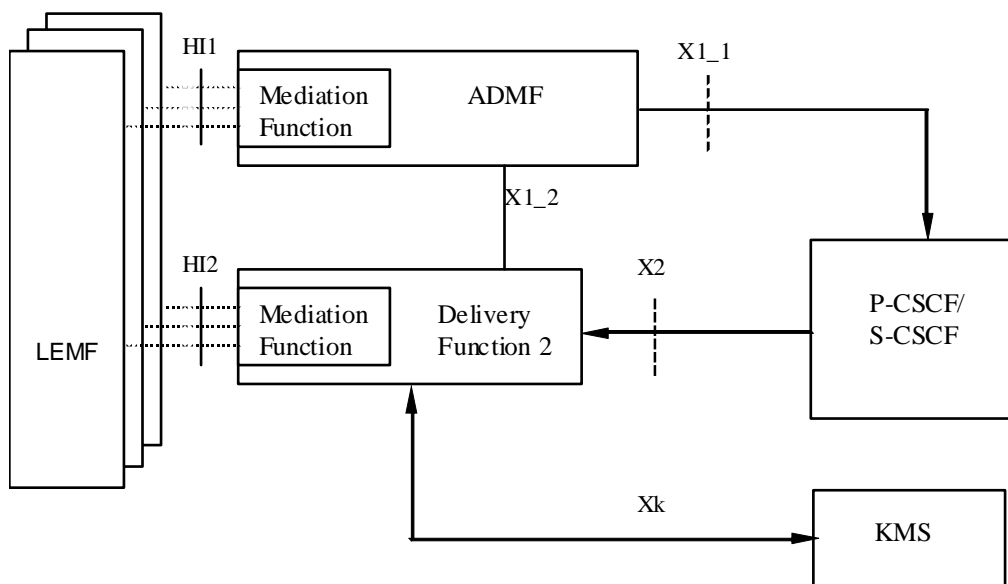 HI1
X1_1
Mediation
Function
ADMF
X1_2
HI2
X2
LEMF
Mediation
Function
Delivery
Function 2
P-CSCF/
S-CSCF
Xk
KMS